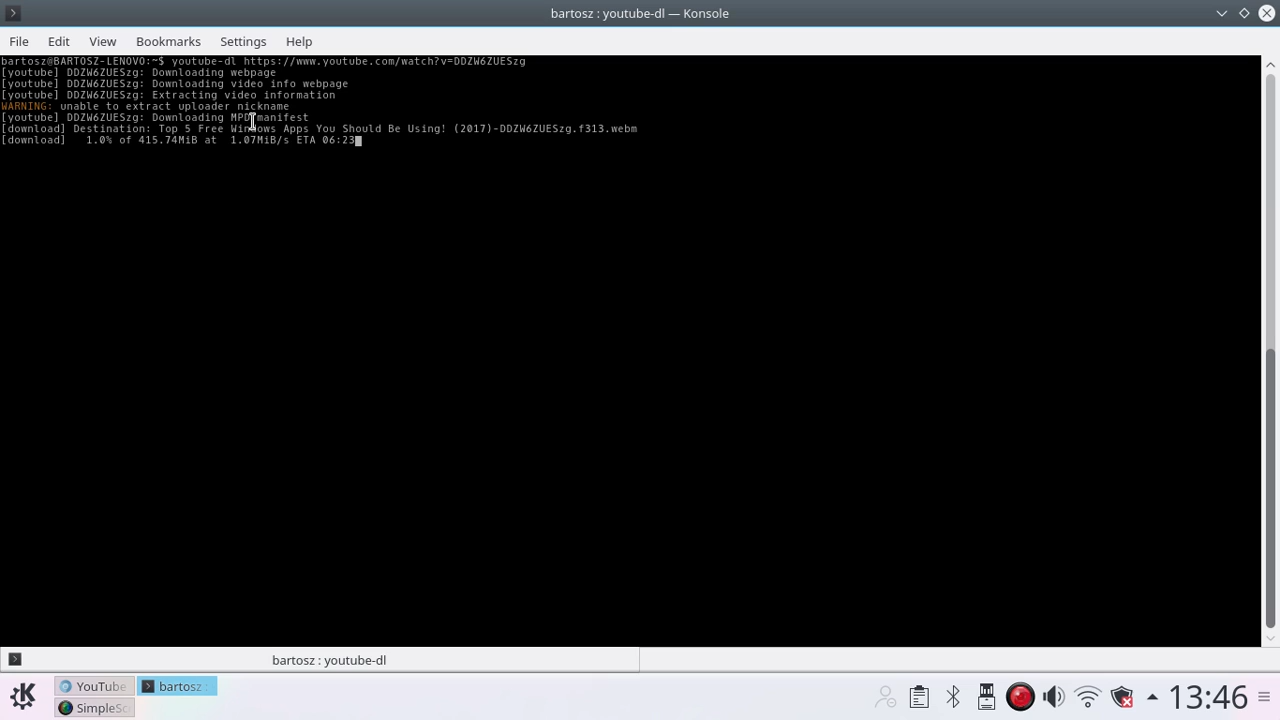 bartosz : youtube-dl — Konsole
File Edit View Bookmarks Settings Help
bartosz@BARTOSZ-LENOVO:~$ youtube-dl https://www.youtube.com/watch?v=DDZW6ZUESzg
[youtube] DDZW6ZUESzg: Downloading webpage
[youtube] DDZW6ZUESzg: Downloading video info webpage
[youtube] DDZW6ZUESzg: Extracting video information
WARNING: unable to extract uploader nickname
[youtube] DDZW6ZUESzg: Downloading MPD manifest
[download] Destination: Top 5 Free Windows Apps You Should Be Using! (2017)-DDZW6ZUESzg.f313.webm
[download] 1.0% of 415.74MiB at 1.07MiB/s ETA 06:23
bartosz : youtube-dl
YouTube bartosz :
SimpleSc
13:46